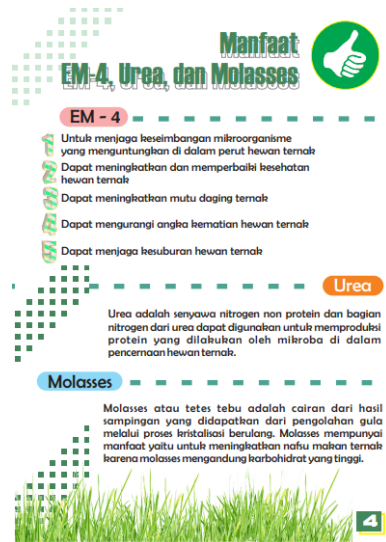 Manfaat
EM-4, Urea, dan Molasses
EM - 4
1 Untuk menjaga keseimbangan mikroorganisme
yang menguntungkan di dalam perut hewan ternak
2 Dapat meningkatkan dan memperbaiki kesehatan
hewan ternak
3 Dapat meningkatkan mutu daging ternak
4 Dapat mengurangi angka kematian hewan ternak
5 Dapat menjaga kesuburan hewan ternak
Urea
Urea adalah senyawa nitrogen non protein dan bagian
nitrogen dari urea dapat digunakan untuk memproduksi
protein yang dilakukan oleh mikroba di dalam
pencernaan hewan ternak.
Molasses
Molasses atau tetes tebu adalah cairan dari hasil
sampingan yang didapatkan dari pengolahan gula
melalui proses kristalisasi berulang. Molasses mempunyai
manfaat yaitu untuk meningkatkan nafsu makan ternak
karena molasses mengandung karbohidrat yang tinggi.
4